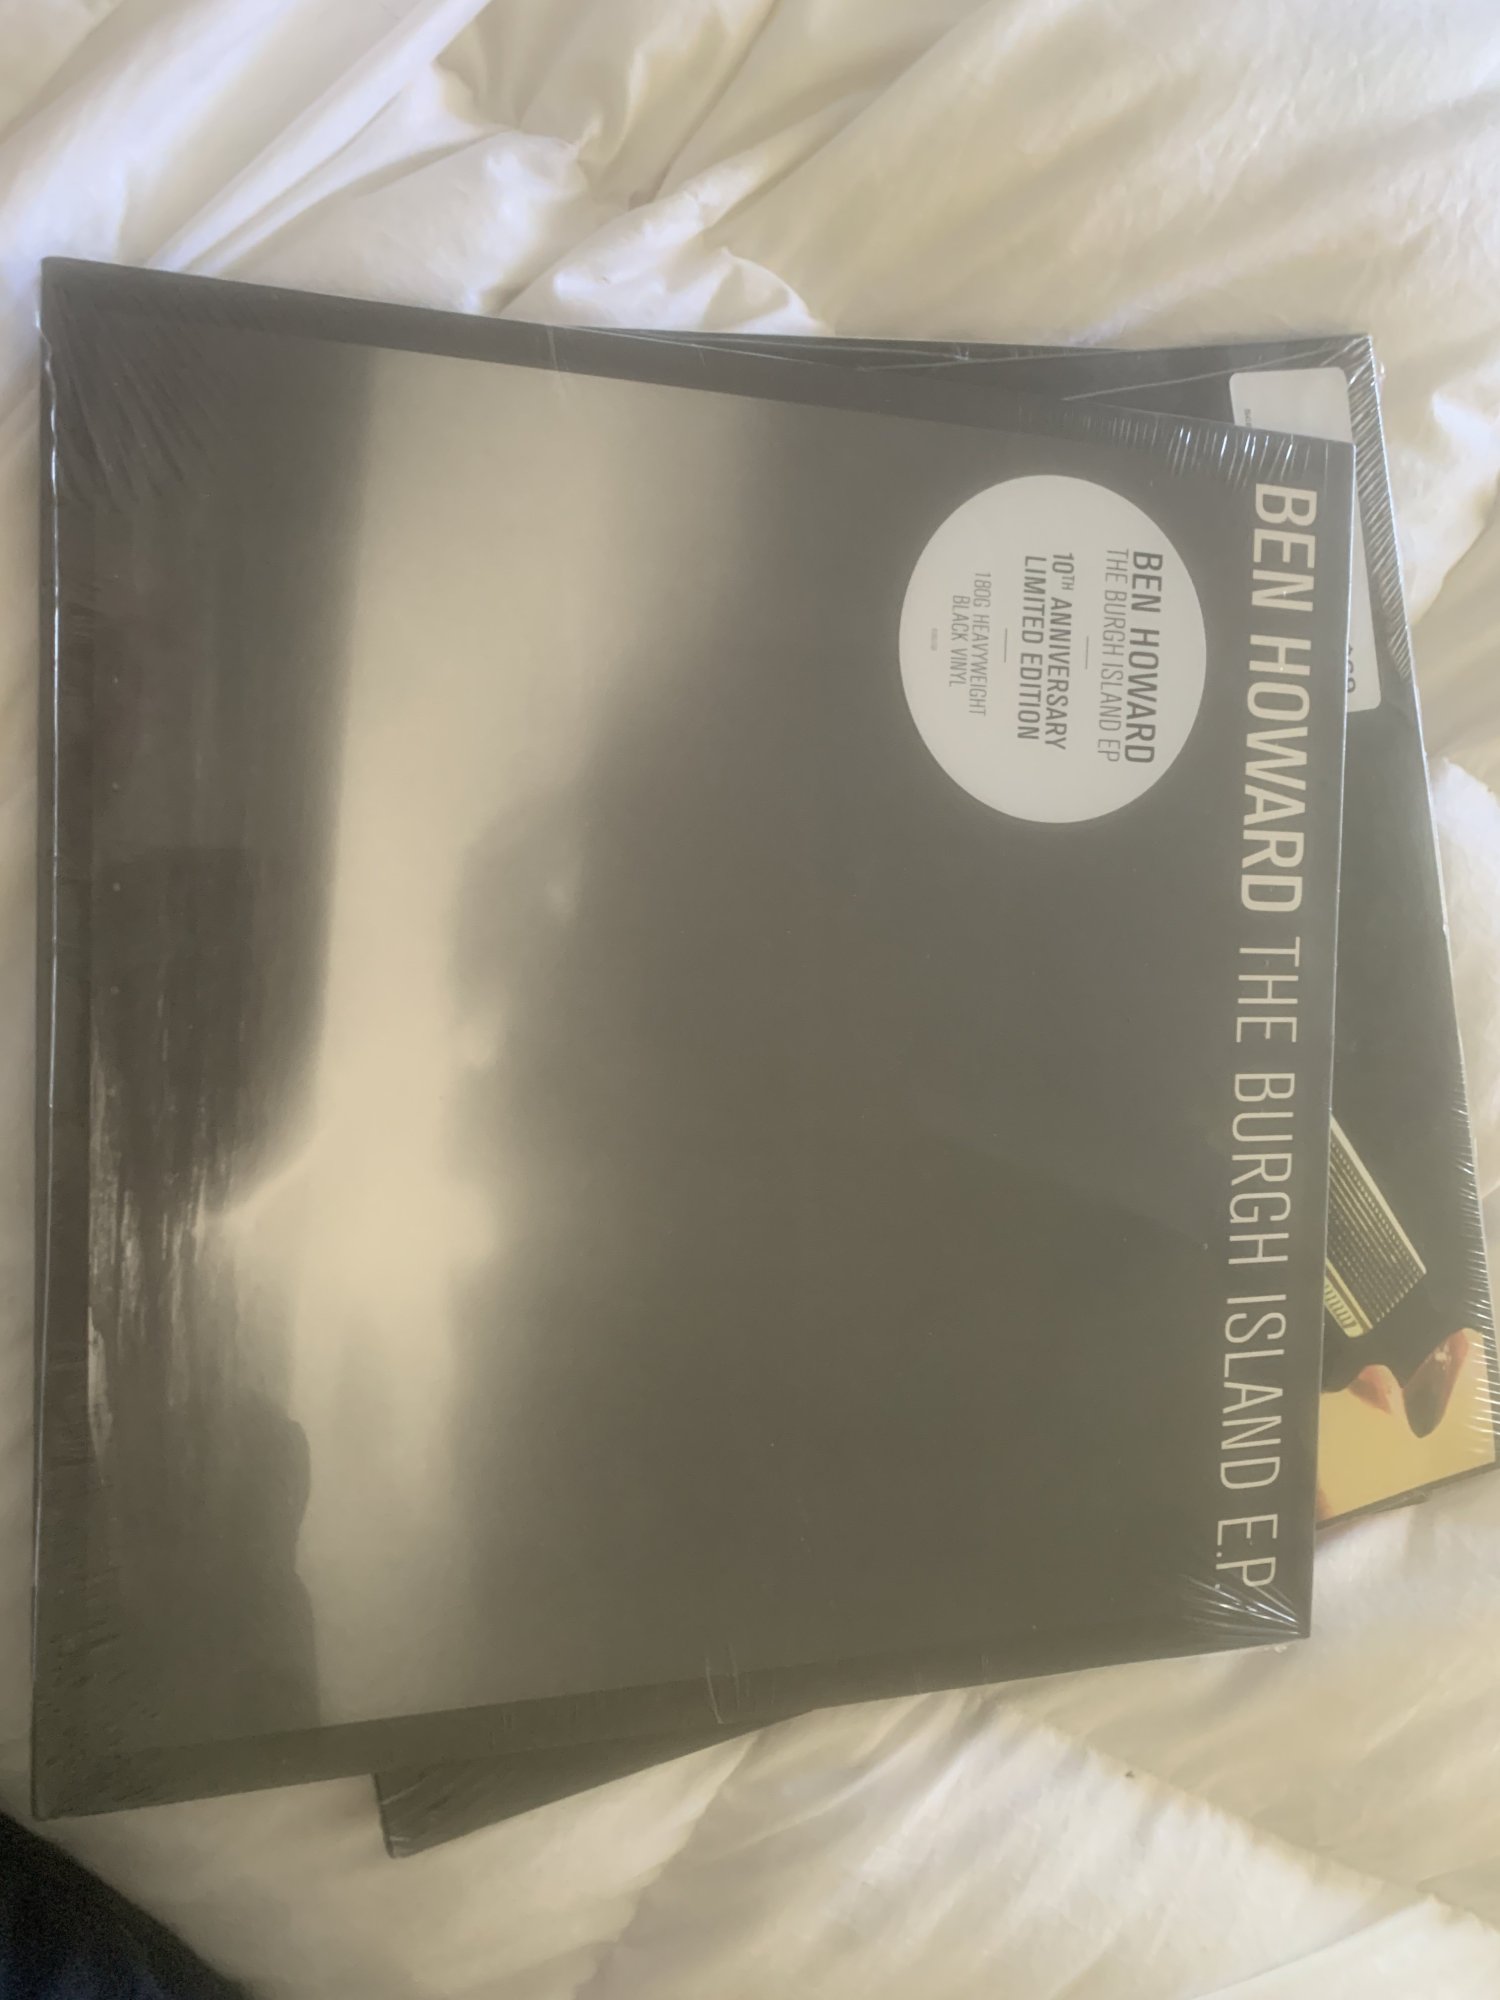 BEN HOWARD THE BURGH ISLAND E.P
BEN HOWARD
THE BURGH ISLAND EP
10TH ANNIVERSARY
LIMITED EDITION
180G HEAVYWEIGHT
BLACK VINYL